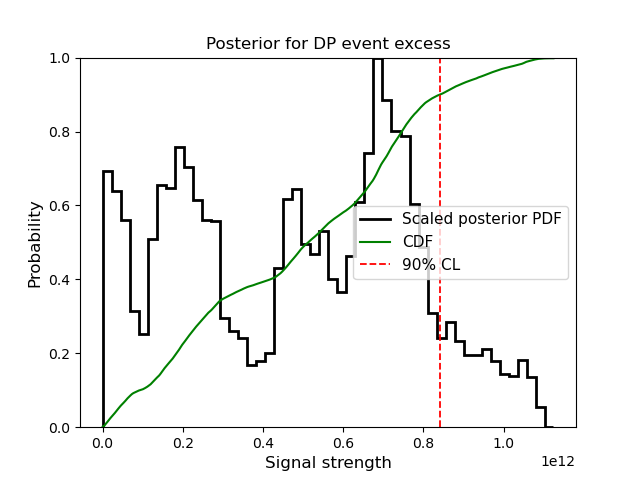 Posterior for DP event excess
Probability
1.0
0.8
0.6
0.4
0.2
0.0
Scaled posterior PDF
CDF
90% CL
0.0 0.2 0.4 0.6 0.8 1.0
1e12
Signal strength